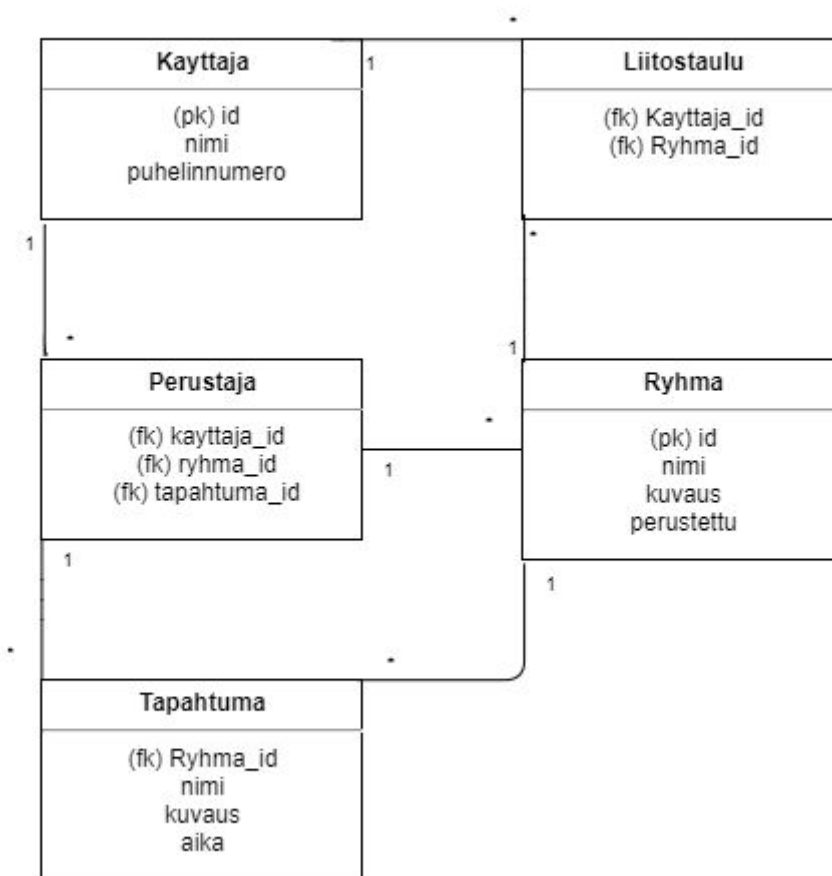 *
Kayttaja
(pk) id
nimi
puhelinnumero
1
Liitostaulu
(fk) Kayttaja_id
(fk) Ryhma_id
1
*
*
1
Perustaja
(fk) kayttaja_id
(fk) ryhma_id
(fk) tapahtuma_id
*
1
Ryhma
(pk) id
nimi
kuvaus
perustettu
1
1
*
*
Tapahtuma
(fk) Ryhma_id
nimi
kuvaus
aika